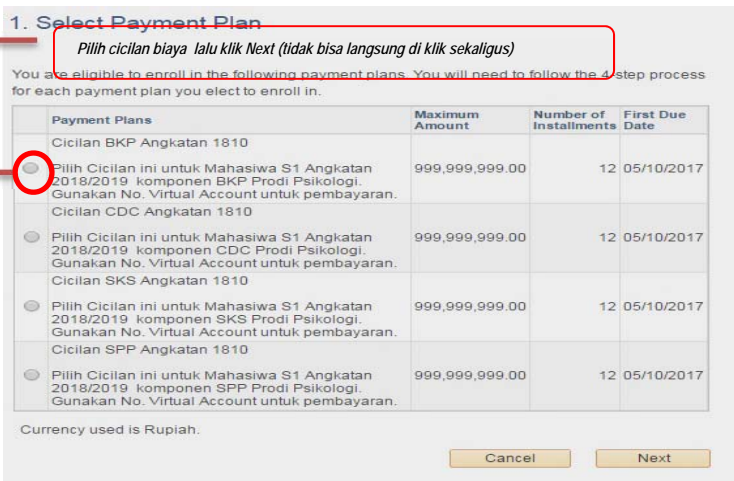 1. Select Payment Plan
Pilih cicilan biaya lalu klik Next (tidak bisa langsung di klik sekaligus)
You are eligible to enroll in the following payment plans. You will need to follow the 4-step process
for each payment plan you elect to enroll in.
Payment Plans Maximum Amount Number of Installments First Due Date
Cicilan BKP Angkatan 1810
Pilih Cicilan ini untuk Mahasiwa S1 Angkatan 999,999,999.00 12 05/10/2017
2018/2019 komponen BKP Prodi Psikologi.
Gunakan No. Virtual Account untuk pembayaran.
Cicilan CDC Angkatan 1810
Pilih Cicilan ini untuk Mahasiwa S1 Angkatan 999,999,999.00 12 05/10/2017
2018/2019 komponen CDC Prodi Psikologi.
Gunakan No. Virtual Account untuk pembayaran.
Cicilan SKS Angkatan 1810
Pilih Cicilan ini untuk Mahasiwa S1 Angkatan 999,999,999.00 12 05/10/2017
2018/2019 komponen SKS Prodi Psikologi.
Gunakan No. Virtual Account untuk pembayaran.
Cicilan SPP Angkatan 1810
Pilih Cicilan ini untuk Mahasiwa S1 Angkatan 999,999,999.00 12 05/10/2017
2018/2019 komponen SPP Prodi Psikologi.
Gunakan No. Virtual Account untuk pembayaran.
Currency used is Rupiah.
Cancel Next